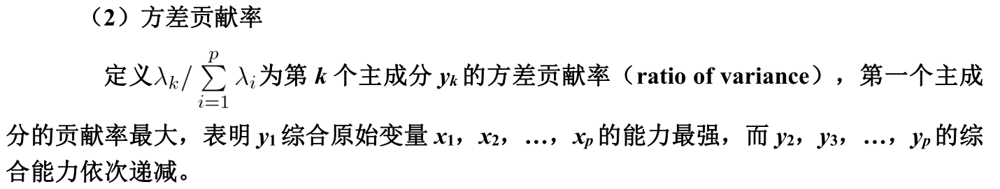 （2）方差贡献率
定义λₖ/∑ᵢ₌₁ᵖ λᵢ为第 k 个主成分 yₖ 的方差贡献率（ratio of variance），第一个主成
分的贡献率最大，表明 y₁ 综合原始变量 x₁，x₂，…，xₚ 的能力最强，而 y₂，y₃，…，yₚ 的综
合能力依次递减。